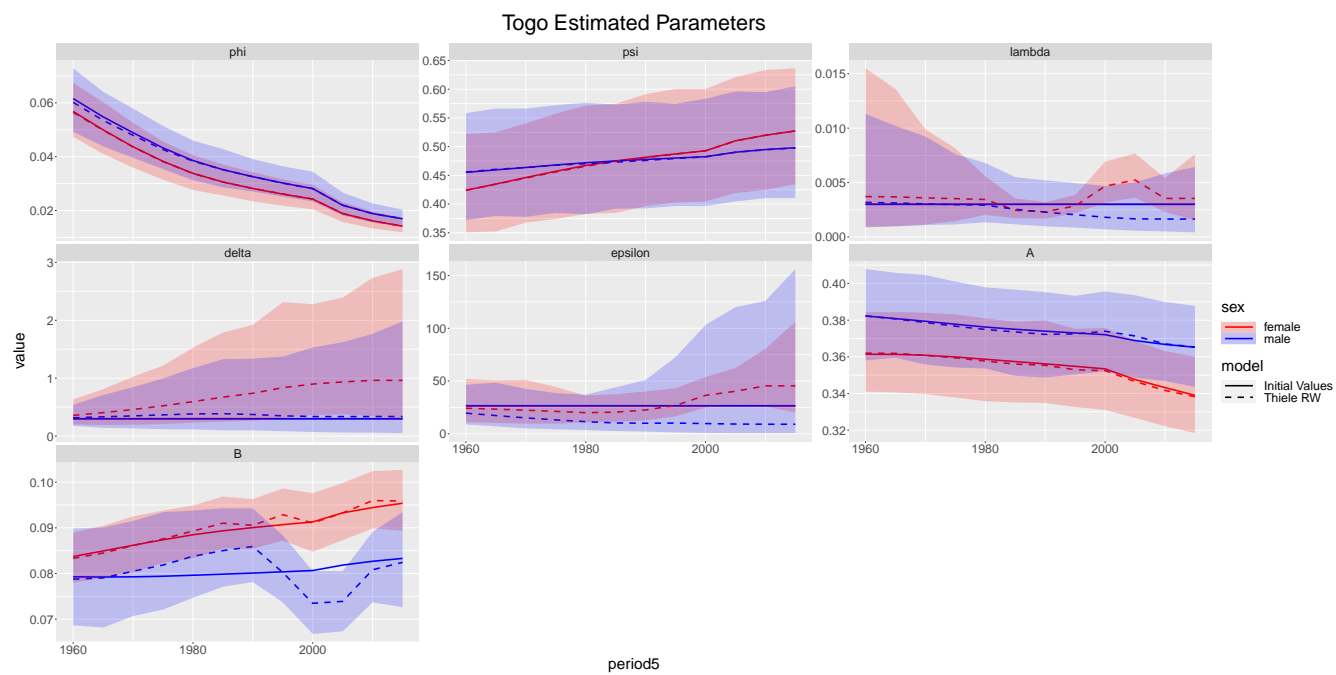 Togo Estimated Parameters
phi
psi
lambda
0.06
0.04
0.02
0.65
0.60
0.55
0.50
0.45
0.40
0.35
0.015
0.010
0.005
0.000
delta
epsilon
A
3
2
1
0
150
100
50
0
0.40
0.38
0.36
0.34
0.32
1960 1980 2000
1960 1980 2000
B
0.10
0.09
0.08
0.07
1960 1980 2000
value
period5
sex
female
male
model
Initial Values
Thiele RW